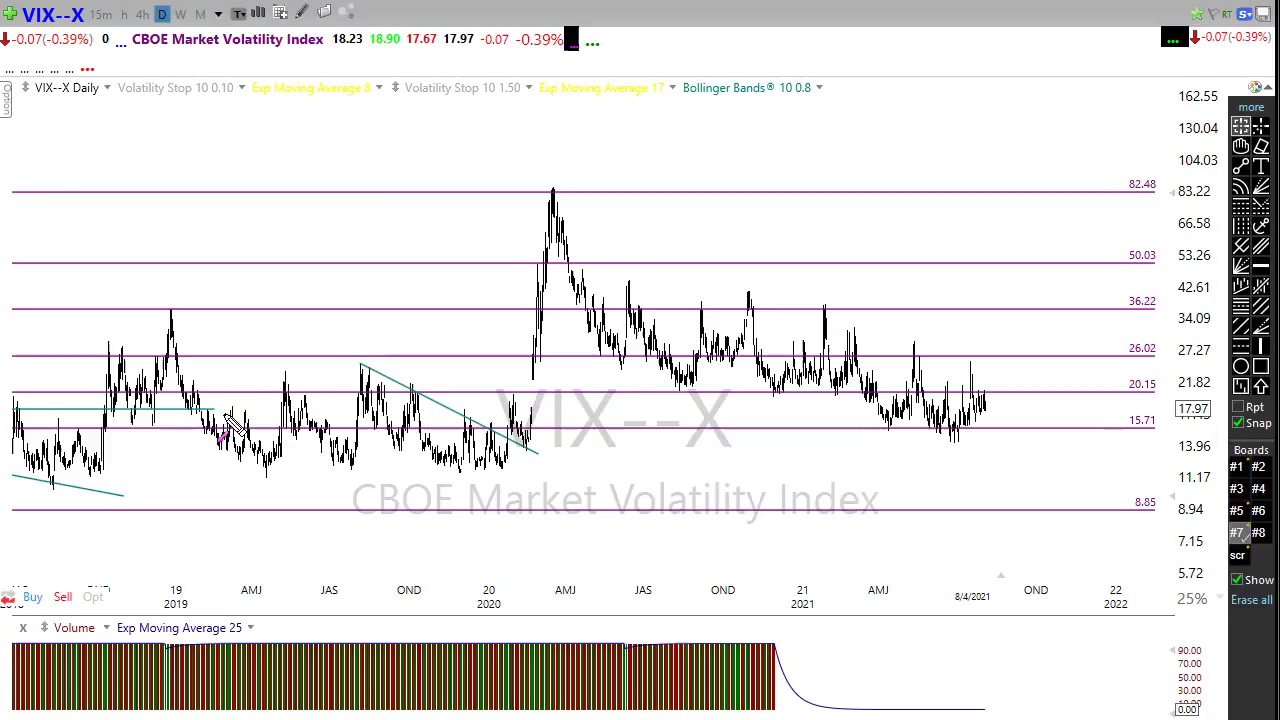 VIX--X 15m h 4h D W M T RT S
-0.07(-0.39%) 0 ... CBOE Market Volatility Index 18.23 18.90 17.67 17.97 -0.07 -0.39% ... ... -0.07(-0.39%)
... ... ... ... ... ...
Option
VIX--X Daily Volatility Stop 10 0.10 Exp Moving Average 8 Volatility Stop 10 1.50 Exp Moving Average 17 Bollinger Bands® 10 0.8
162.55
130.04
104.03
82.48
83.22
66.58
50.03
53.26
42.61
36.22
34.09
26.02
27.27
20.15
21.82
17.97
15.71
13.96
11.17
8.85
8.94
7.15
5.72
VIX--X
CBOE Market Volatility Index
19 AMJ JAS OND 20 AMJ JAS OND 21 AMJ OND 22
2019 2020 2021 8/4/2021 2022
Buy Sell Opt
25%
X Volume Exp Moving Average 25
90.00
70.00
50.00
30.00
0.00
more
T
Rpt
Snap
Boards
#1 #2
#3 #4
#5 #6
#7 #8
scr
Show
Erase all